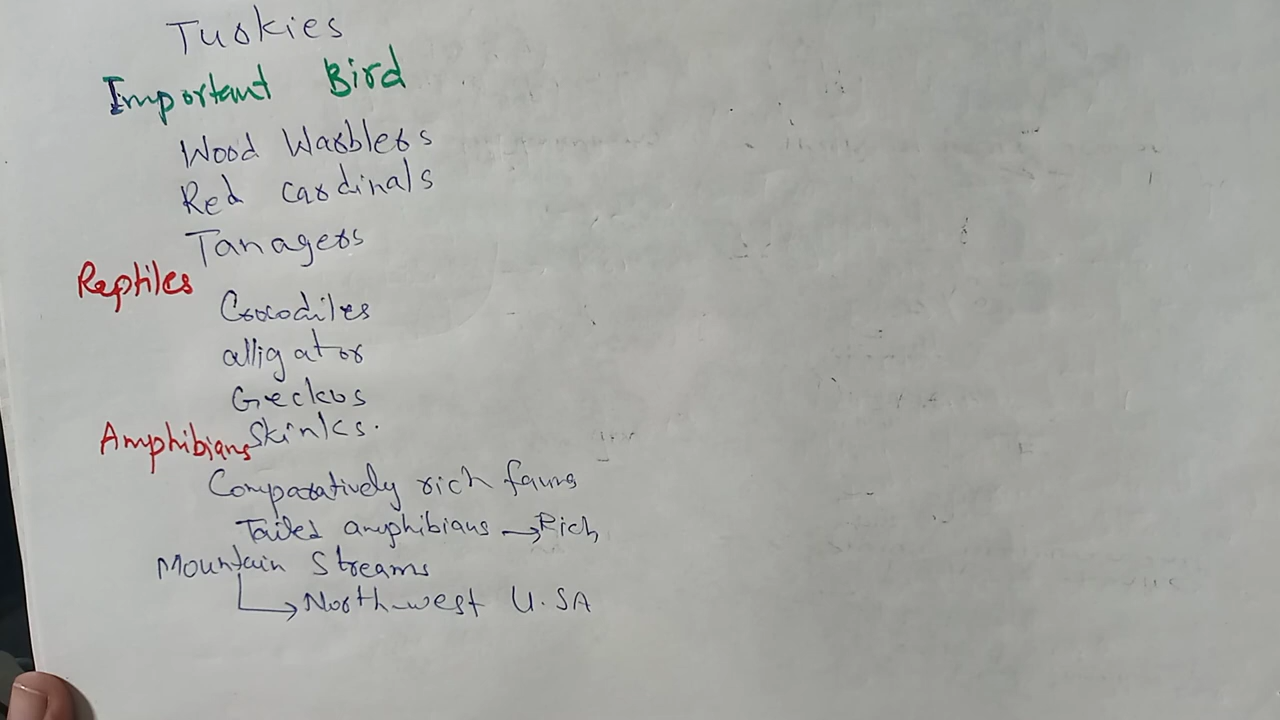 Turkies
Important Bird
Wood Warblers
Red cardinals
Tanagers
Reptiles
Crocodiles
alligator
Geckos
Skinks.
Amphibians
Comparatively rich fauna
Tailed amphibians → Rich
Mountain Streams
→ North-west U.SA